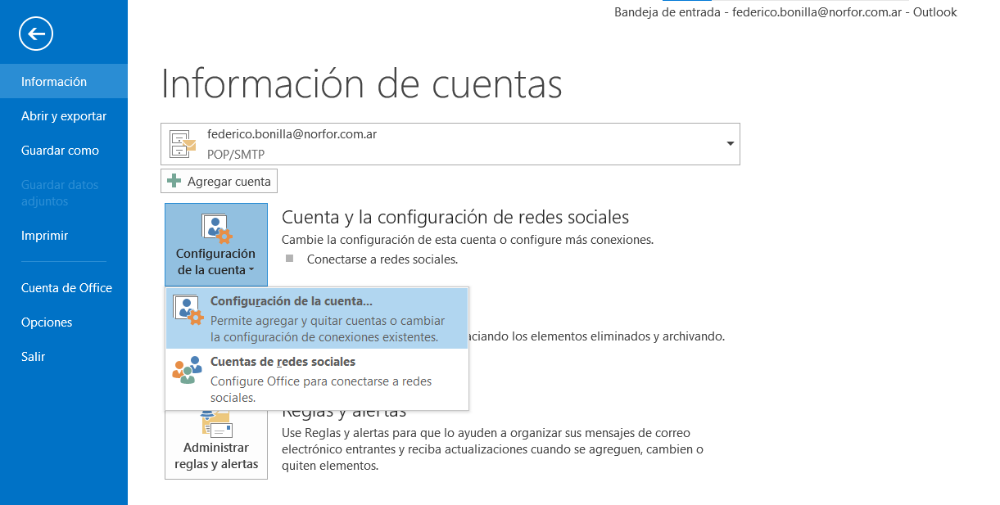 Bandeja de entrada - federico.bonilla@norfor.com.ar - Outlook
Información
Abrir y exportar
Guardar como
Guardar datos
adjuntos
Imprimir
Cuenta de Office
Opciones
Salir
Información de cuentas
federico.bonilla@norfor.com.ar
POP/SMTP
Agregar cuenta
Configuración
de la cuenta
Cuenta y la configuración de redes sociales
Cambie la configuración de esta cuenta o configure más conexiones.
Conectarse a redes sociales.
Configuración de la cuenta...
Permite agregar y quitar cuentas o cambiar
la configuración de conexiones existentes.
Cuentas de redes sociales
Configure Office para conectarse a redes
sociales.
los elementos eliminados y archivando.
Administrar
reglas y alertas
Reglas y alertas
Use Reglas y alertas para que lo ayuden a organizar sus mensajes de correo
electrónico entrantes y reciba actualizaciones cuando se agreguen, cambien o
quiten elementos.